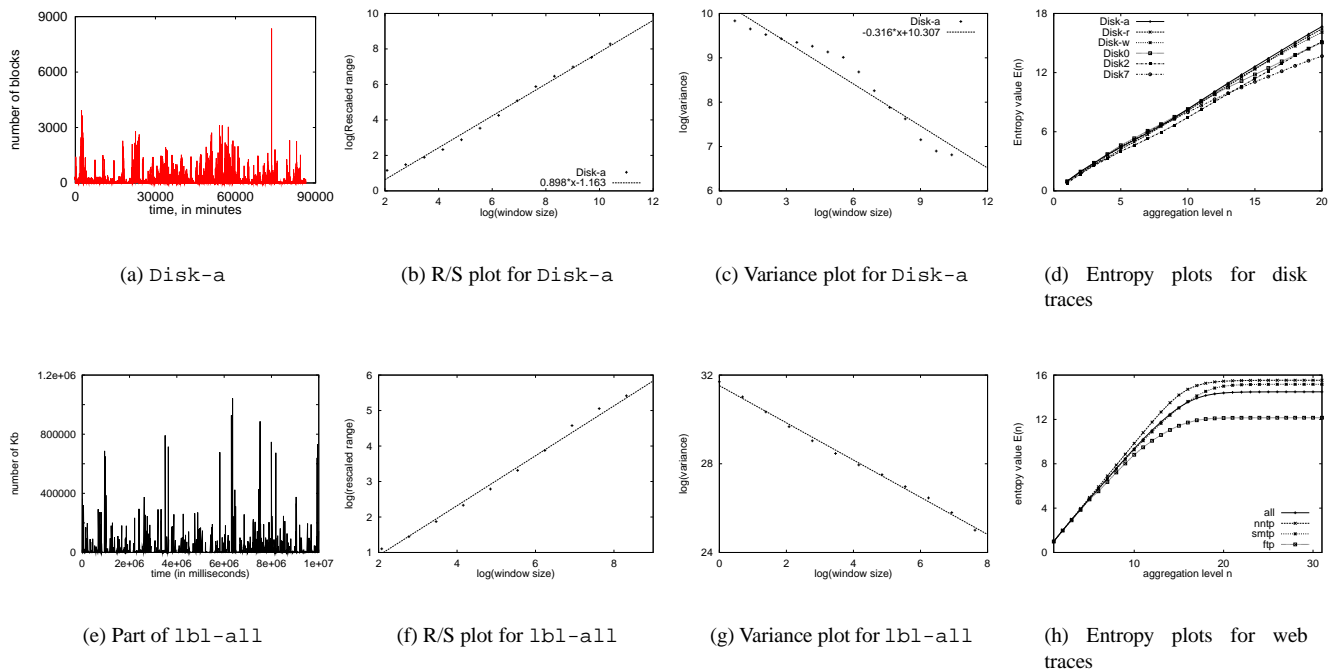 number of blocks
9000
6000
3000
0
0 30000 60000 90000
time, in minutes
(a) Disk-a
log(Rescaled range)
10
8
6
4
2
0
2 4 6 8 10 12
log(window size)
Disk-a
0.898*x-1.163
(b) R/S plot for Disk-a
log(variance)
10
9
8
7
6
0 3 6 9 12
log(window size)
Disk-a
-0.316*x+10.307
(c) Variance plot for Disk-a
Entropy value E(n)
18
12
6
0
0 5 10 15 20
aggregation level n
Disk-a
Disk-r
Disk-w
Disk0
Disk2
Disk7
(d) Entropy plots for disk
traces
number of Kb
1.2e+06
800000
400000
0
0 2e+06 4e+06 6e+06 8e+06 1e+07
time (in milliseconds)
(e) Part of lbl-all
log(rescaled range)
6
5
4
3
2
1
2 4 6 8
log(window size)
(f) R/S plot for lbl-all
log(variance)
32
28
24
0 2 4 6 8
log(window size)
(g) Variance plot for lbl-all
entopy value E(n)
16
12
8
4
0
10 20 30
aggregation level n
all
nntp
smtp
ftp
(h) Entropy plots for web
traces